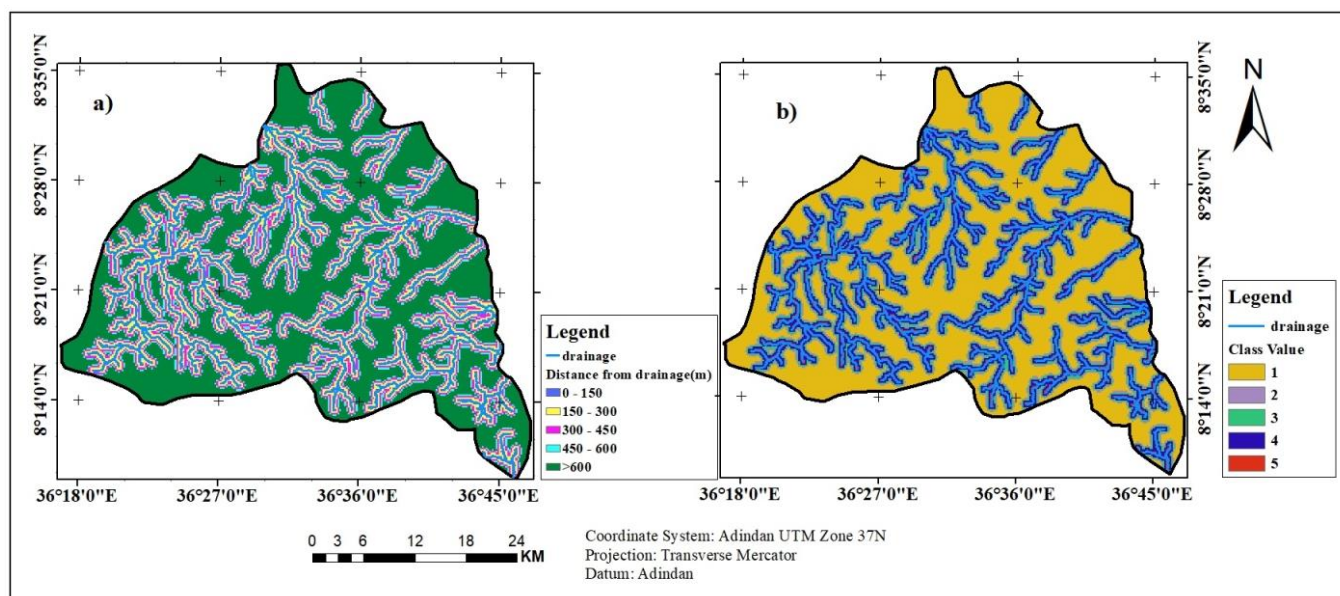 a)
8°35'0"N
8°28'0"N
8°21'0"N
8°14'0"N
36°18'0"E 36°27'0"E 36°36'0"E 36°45'0"E
Legend
drainage
Distance from drainage(m)
0 - 150
150 - 300
300 - 450
450 - 600
>600
b)
N
8°35'0"N
8°28'0"N
8°21'0"N
8°14'0"N
36°18'0"E 36°27'0"E 36°36'0"E 36°45'0"E
Legend
drainage
Class Value
1
2
3
4
5
0 3 6 12 18 24
KM
Coordinate System: Adindan UTM Zone 37N
Projection: Transverse Mercator
Datum: Adindan